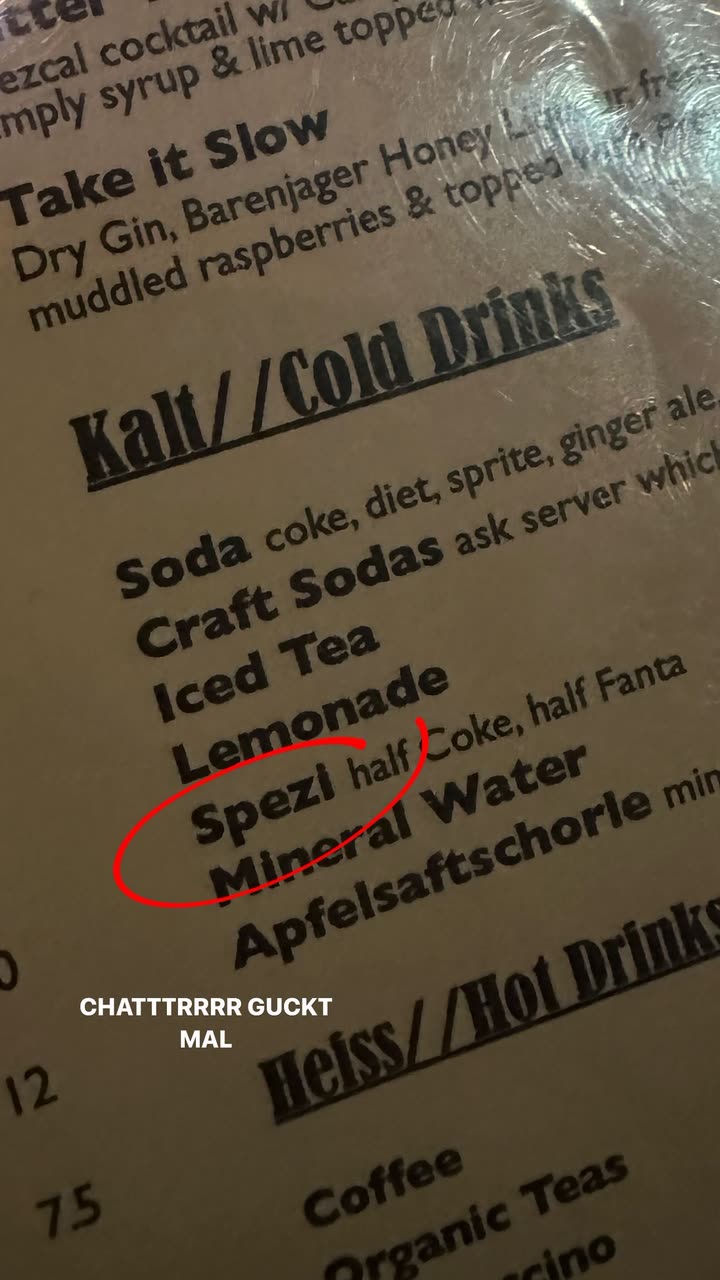 mezcal cocktail w/
simply syrup & lime topped
Take it Slow
Dry Gin, Barenjager Honey
muddled raspberries & topped
Kalt//Cold Drinks
Soda coke, diet, sprite, ginger ale,
Craft Sodas ask server which
Iced Tea
Lemonade
Spezi half Coke, half Fanta
Mineral Water
Apfelsaftschorle
CHATTTRRRR GUCKT
MAL
Heiss//Hot Drinks
12
Coffee
75
Organic Teas